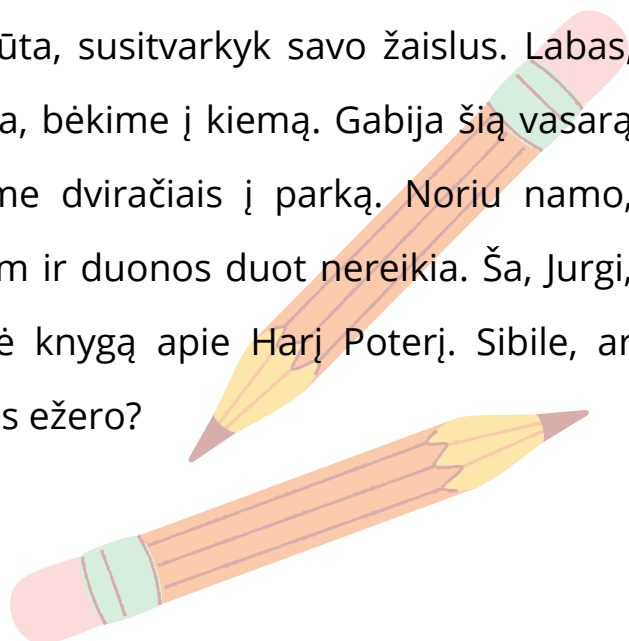 ūta, susitvarkyk savo žaislus. Labas,
a, bėkime į kiemą. Gabija šią vasarą
me dviračiais į parką. Noriu namo,
m ir duonos duot nereikia. Ša, Jurgi,
ė knygą apie Harį Poterį. Sibile, ar
s ežero?